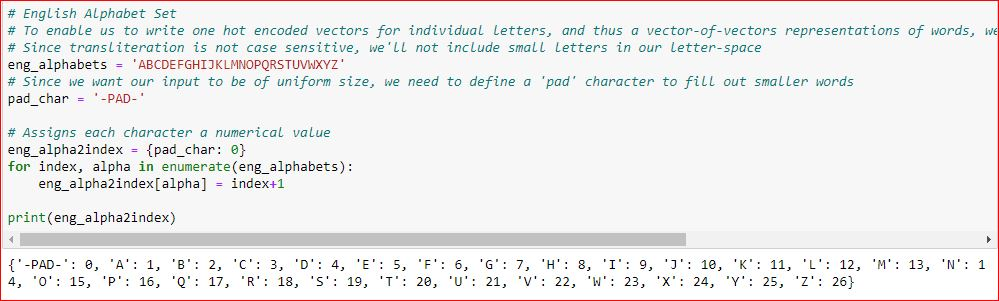 # English Alphabet Set
# To enable us to write one hot encoded vectors for individual letters, and thus a vector-of-vectors representations of words, we
# Since transliteration is not case sensitive, we'll not include small letters in our letter-space
eng_alphabets = 'ABCDEFGHIJKLMNOPQRSTUVWXYZ'
# Since we want our input to be of uniform size, we need to define a 'pad' character to fill out smaller words
pad_char = '-PAD-'
# Assigns each character a numerical value
eng_alpha2index = {pad_char: 0}
for index, alpha in enumerate(eng_alphabets):
    eng_alpha2index[alpha] = index+1
print(eng_alpha2index)
{'-PAD-': 0, 'A': 1, 'B': 2, 'C': 3, 'D': 4, 'E': 5, 'F': 6, 'G': 7, 'H': 8, 'I': 9, 'J': 10, 'K': 11, 'L': 12, 'M': 13, 'N': 1
4, 'O': 15, 'P': 16, 'Q': 17, 'R': 18, 'S': 19, 'T': 20, 'U': 21, 'V': 22, 'W': 23, 'X': 24, 'Y': 25, 'Z': 26}